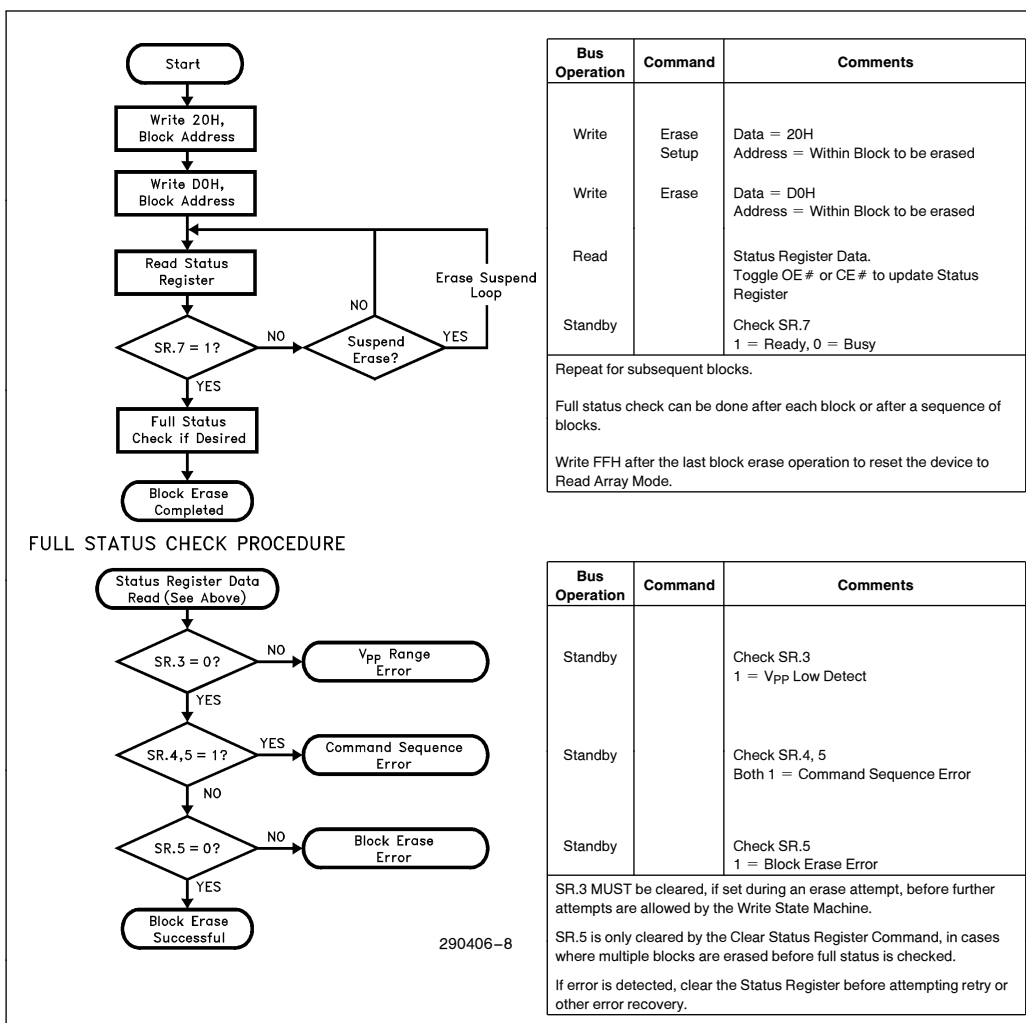 Start
Write 20H,
Block Address
Write D0H,
Block Address
Read Status
Register
SR.7 = 1?
NO
YES
Suspend
Erase?
NO
YES
Erase Suspend
Loop
Full Status
Check if Desired
Block Erase
Completed
Bus
Operation
Command
Comments
Write
Erase
Setup
Data = 20H
Address = Within Block to be erased
Write
Erase
Data = D0H
Address = Within Block to be erased
Read
Status Register Data.
Toggle OE# or CE# to update Status
Register
Standby
Check SR.7
1 = Ready, 0 = Busy
Repeat for subsequent blocks.
Full status check can be done after each block or after a sequence of
blocks.
Write FFH after the last block erase operation to reset the device to
Read Array Mode.
FULL STATUS CHECK PROCEDURE
Status Register Data
Read (See Above)
SR.3 = 0?
NO
VPP Range
Error
YES
SR.4,5 = 1?
YES
Command Sequence
Error
NO
SR.5 = 0?
NO
Block Erase
Error
YES
Block Erase
Successful
290406–8
Bus
Operation
Command
Comments
Standby
Check SR.3
1 = VPP Low Detect
Standby
Check SR.4, 5
Both 1 = Command Sequence Error
Standby
Check SR.5
1 = Block Erase Error
SR.3 MUST be cleared, if set during an erase attempt, before further
attempts are allowed by the Write State Machine.
SR.5 is only cleared by the Clear Status Register Command, in cases
where multiple blocks are erased before full status is checked.
If error is detected, clear the Status Register before attempting retry or
other error recovery.